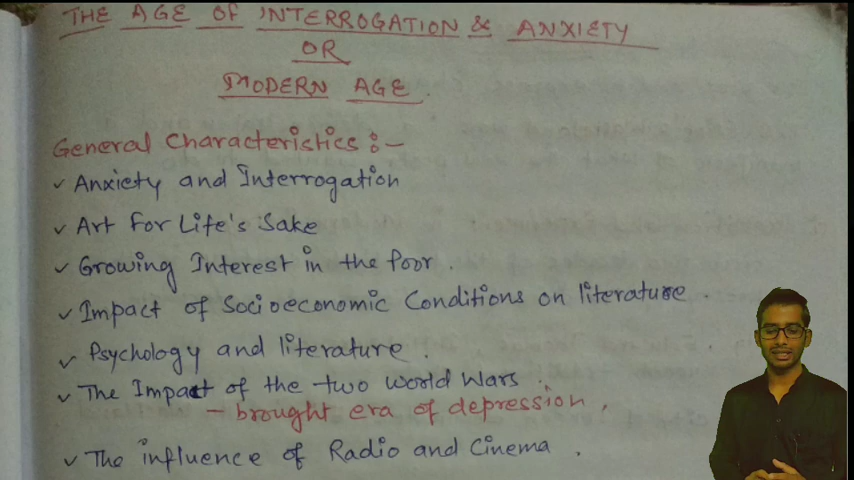 THE AGE OF INTERROGATION & ANXIETY
OR
MODERN AGE.
General Characteristics :-
✓ Anxiety and Interrogation
✓ Art For Life's Sake
✓ Growing Interest in the Poor.
✓ Impact of Socioeconomic Conditions on literature.
✓ Psychology and literature.
✓ The Impact of the two world Wars.
- brought era of depression.
✓ The influence of Radio and Cinema.